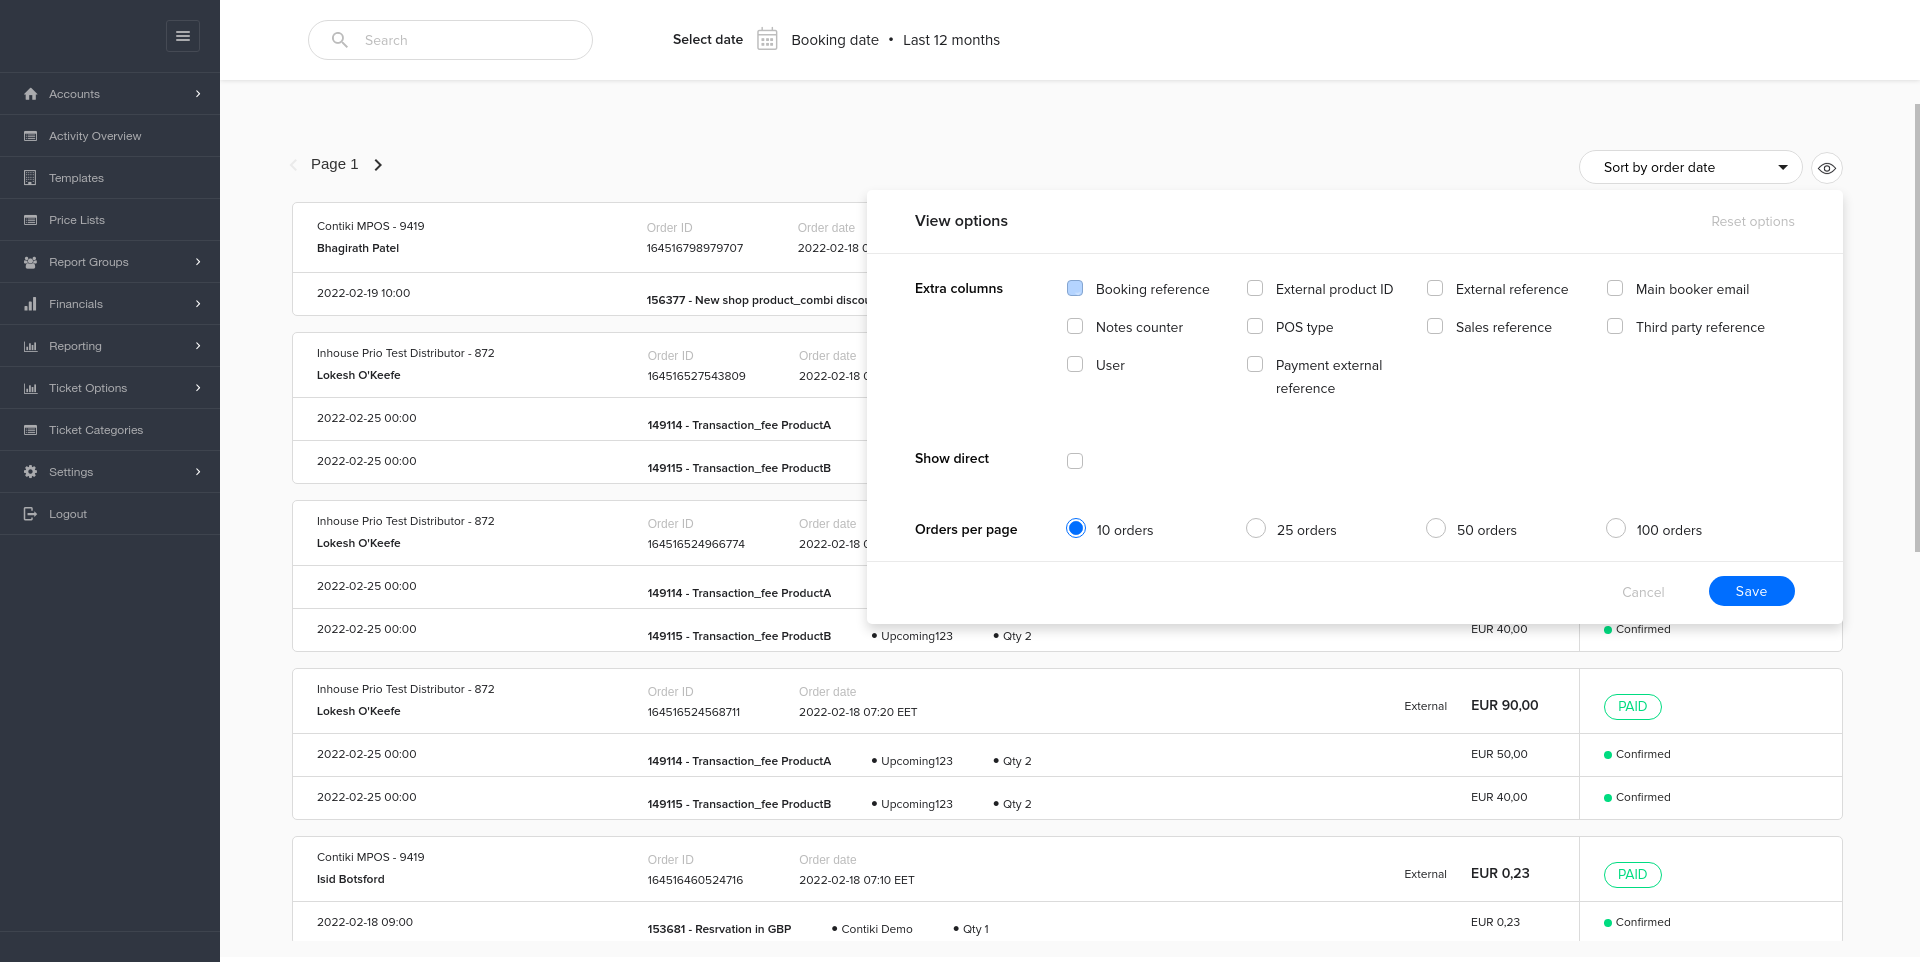 Search
Select date
Booking date • Last 12 months
Accounts
Activity Overview
Templates
Price Lists
Report Groups
Financials
Reporting
Ticket Options
Ticket Categories
Settings
Logout
Page 1
Sort by order date
View options
Reset options
Extra columns
Booking reference
External product ID
External reference
Main booker email
Notes counter
POS type
Sales reference
Third party reference
User
Payment external
reference
Show direct
Orders per page
10 orders
25 orders
50 orders
100 orders
Cancel
Save
Contiki MPOS - 9419
Bhagirath Patel
Order ID
164516798979707
Order date
2022-02-18
2022-02-19 10:00
156377 - New shop product_combi
Inhouse Prio Test Distributor - 872
Lokesh O'Keefe
Order ID
164516527543809
Order date
2022-02-18
2022-02-25 00:00
149114 - Transaction_fee ProductA
2022-02-25 00:00
149115 - Transaction_fee ProductB
Inhouse Prio Test Distributor - 872
Lokesh O'Keefe
Order ID
164516524966774
Order date
2022-02-18
2022-02-25 00:00
149114 - Transaction_fee ProductA
2022-02-25 00:00
149115 - Transaction_fee ProductB
• Upcoming123
• Qty 2
EUR 40,00
Confirmed
Inhouse Prio Test Distributor - 872
Lokesh O'Keefe
Order ID
164516524568711
Order date
2022-02-18 07:20 EET
External
EUR 90,00
PAID
2022-02-25 00:00
149114 - Transaction_fee ProductA
• Upcoming123
• Qty 2
EUR 50,00
Confirmed
2022-02-25 00:00
149115 - Transaction_fee ProductB
• Upcoming123
• Qty 2
EUR 40,00
Confirmed
Contiki MPOS - 9419
Isid Botsford
Order ID
164516460524716
Order date
2022-02-18 07:10 EET
External
EUR 0,23
PAID
2022-02-18 09:00
153681 - Resrvation in GBP
• Contiki Demo
• Qty 1
EUR 0,23
Confirmed